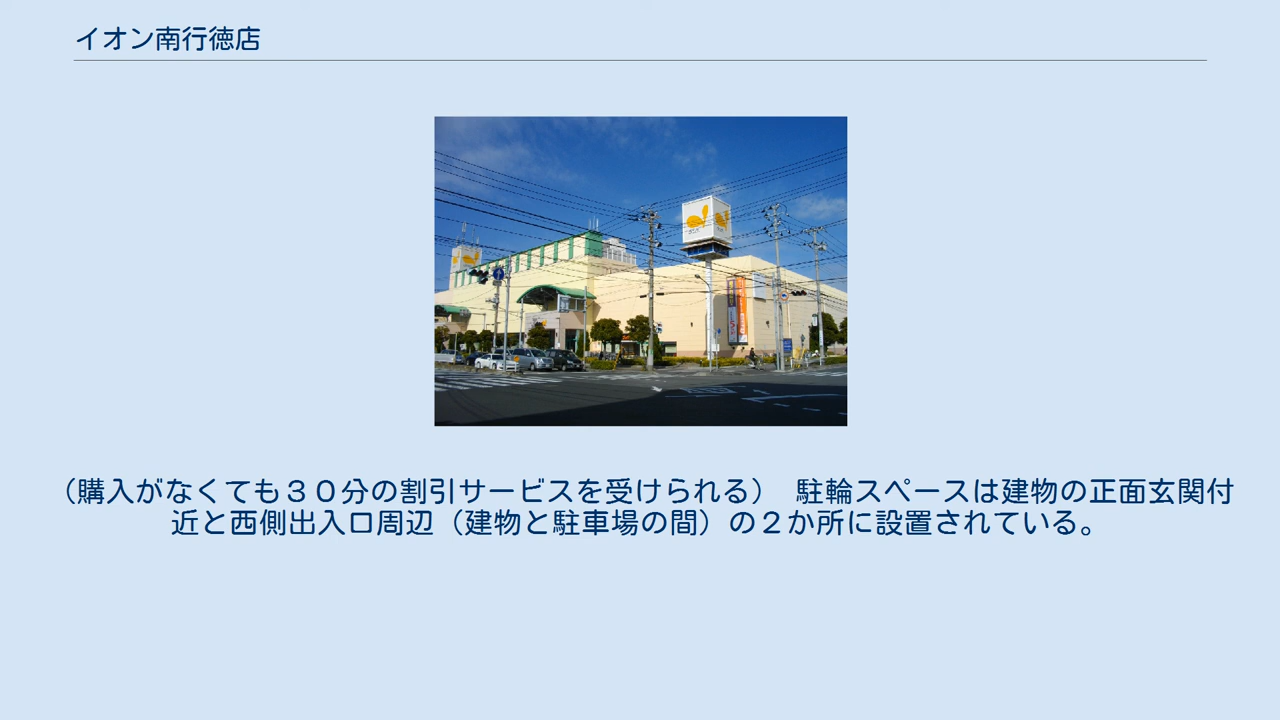 イオン南行徳店
（購入がなくても３０分の割引サービスを受けられる）　駐輪スペースは建物の正面玄関付
近と西側出入口周辺（建物と駐車場の間）の２か所に設置されている。